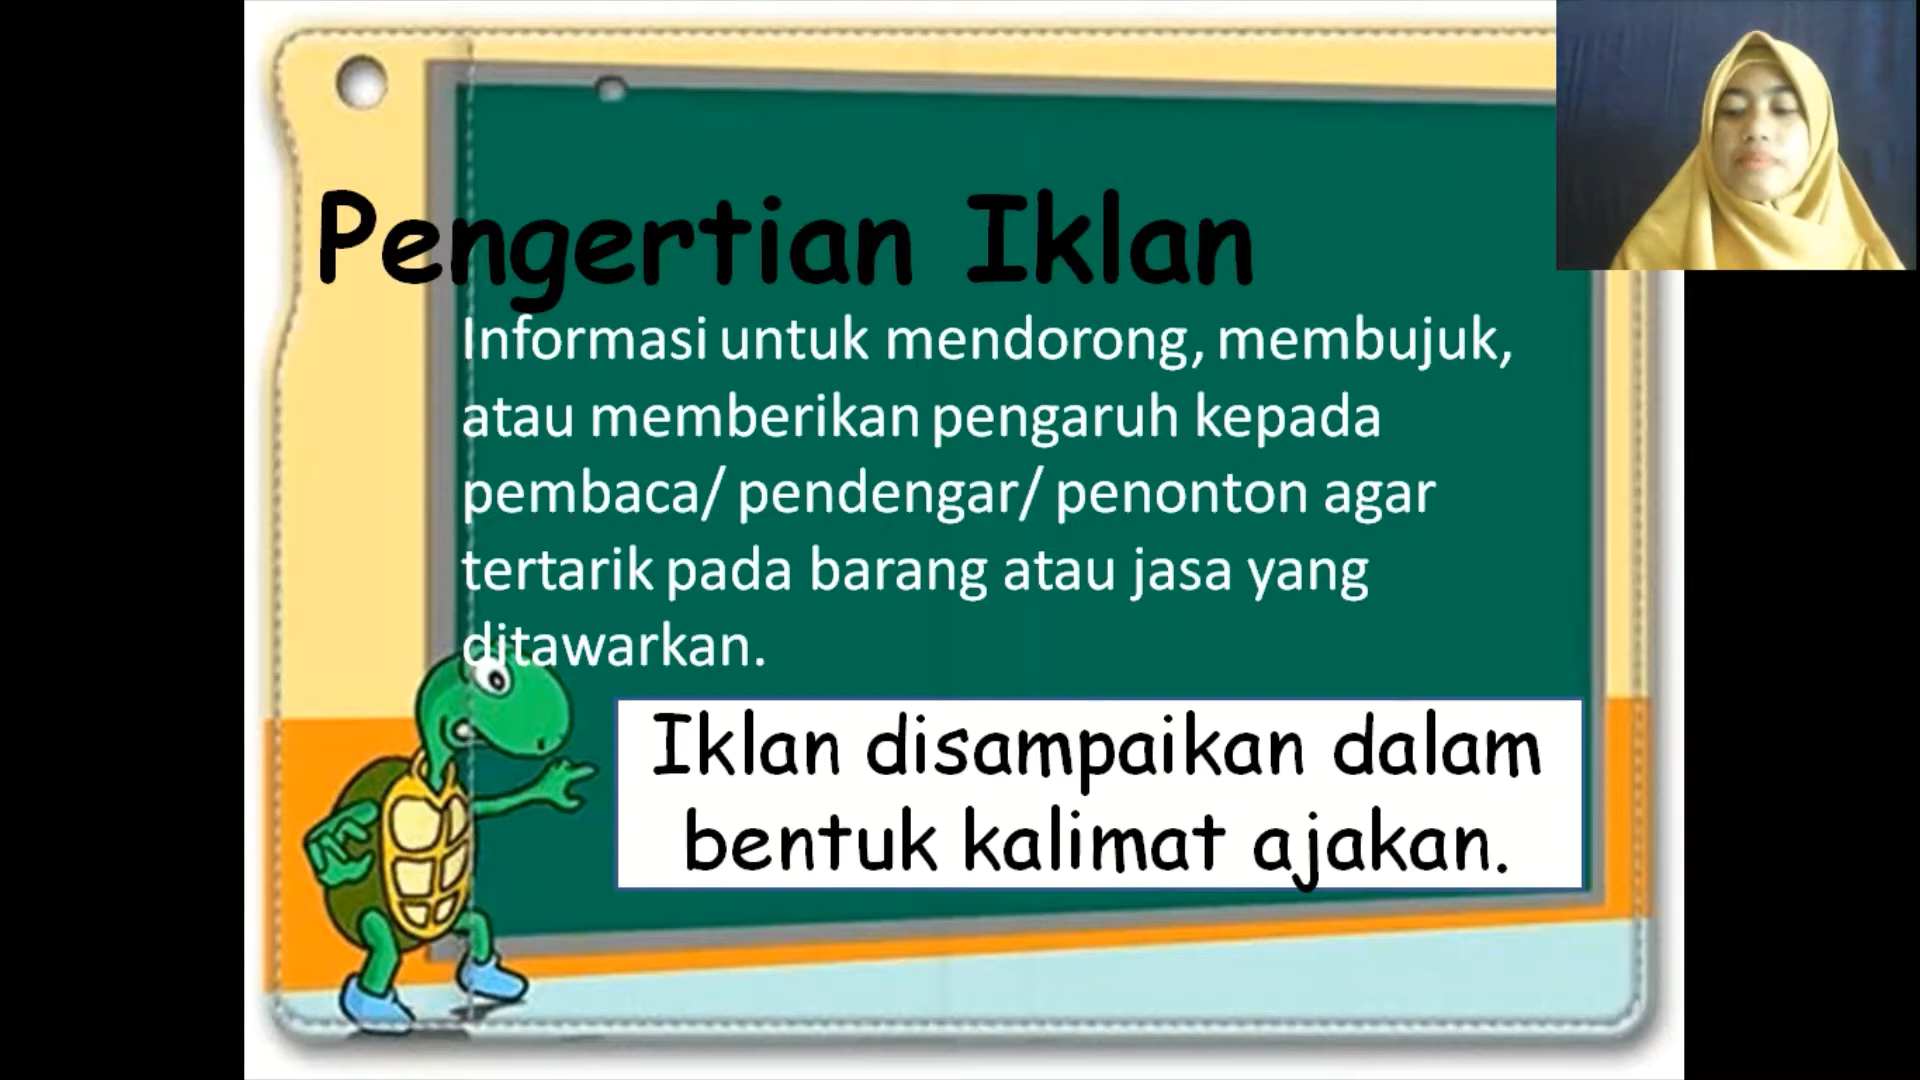 Pengertian Iklan
Informasi untuk mendorong, membujuk,
atau memberikan pengaruh kepada
pembaca/ pendengar/ penonton agar
tertarik pada barang atau jasa yang
ditawarkan.
Iklan disampaikan dalam
bentuk kalimat ajakan.